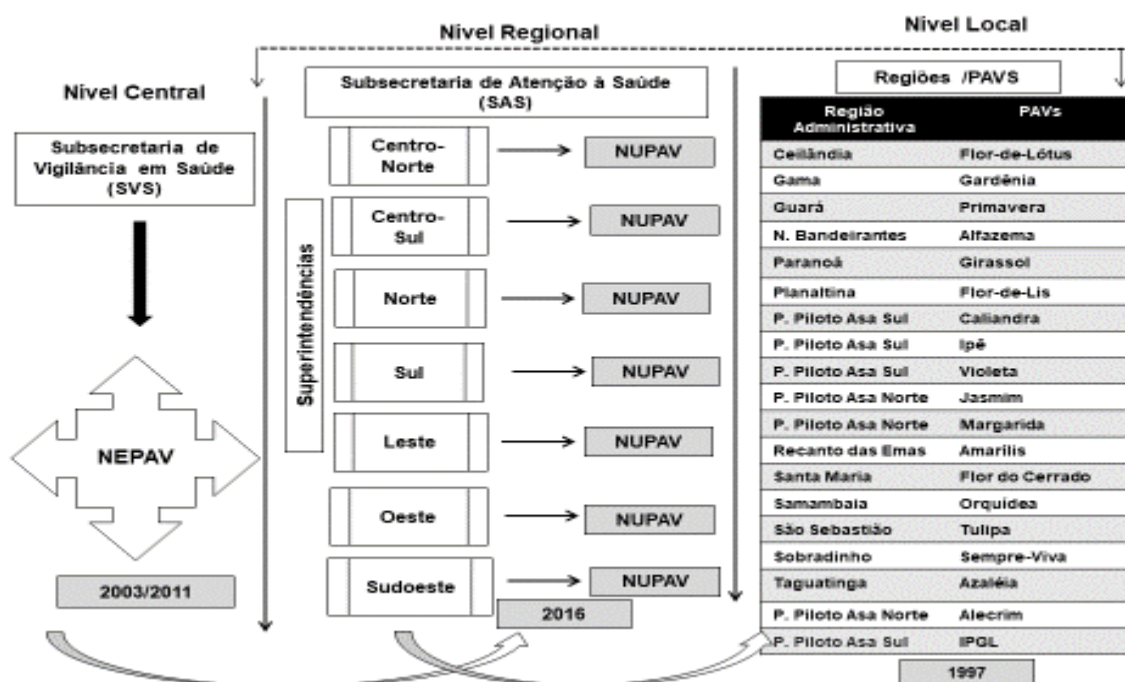 Nível Central
Subsecretaria de
Vigilância em Saúde
(SVS)
NEPAV
2003/2011
Nível Regional
Subsecretaria de Atenção à Saúde
(SAS)
Superintendências
Centro-
Norte
NUPAV
Centro-
Sul
NUPAV
Norte
NUPAV
Sul
NUPAV
Leste
NUPAV
Oeste
NUPAV
Sudoeste
NUPAV
2016
Nível Local
Regiões /PAVS
Região
Administrativa
PAVs
Ceilândia Flor-de-Lótus
Gama Gardênia
Guará Primavera
N. Bandeirantes Alfazema
Paranoá Girassol
Planaltina Flor-de-Lis
P. Piloto Asa Sul Caliandra
P. Piloto Asa Sul Ipê
P. Piloto Asa Sul Violeta
P. Piloto Asa Norte Jasmim
P. Piloto Asa Norte Margarida
Recanto das Emas Amarílis
Santa Maria Flor do Cerrado
Samambaia Orquídea
São Sebastião Tulipa
Sobradinho Sempre-Viva
Taguatinga Azaléia
P. Piloto Asa Norte Alecrim
P. Piloto Asa Sul IPGL
1997